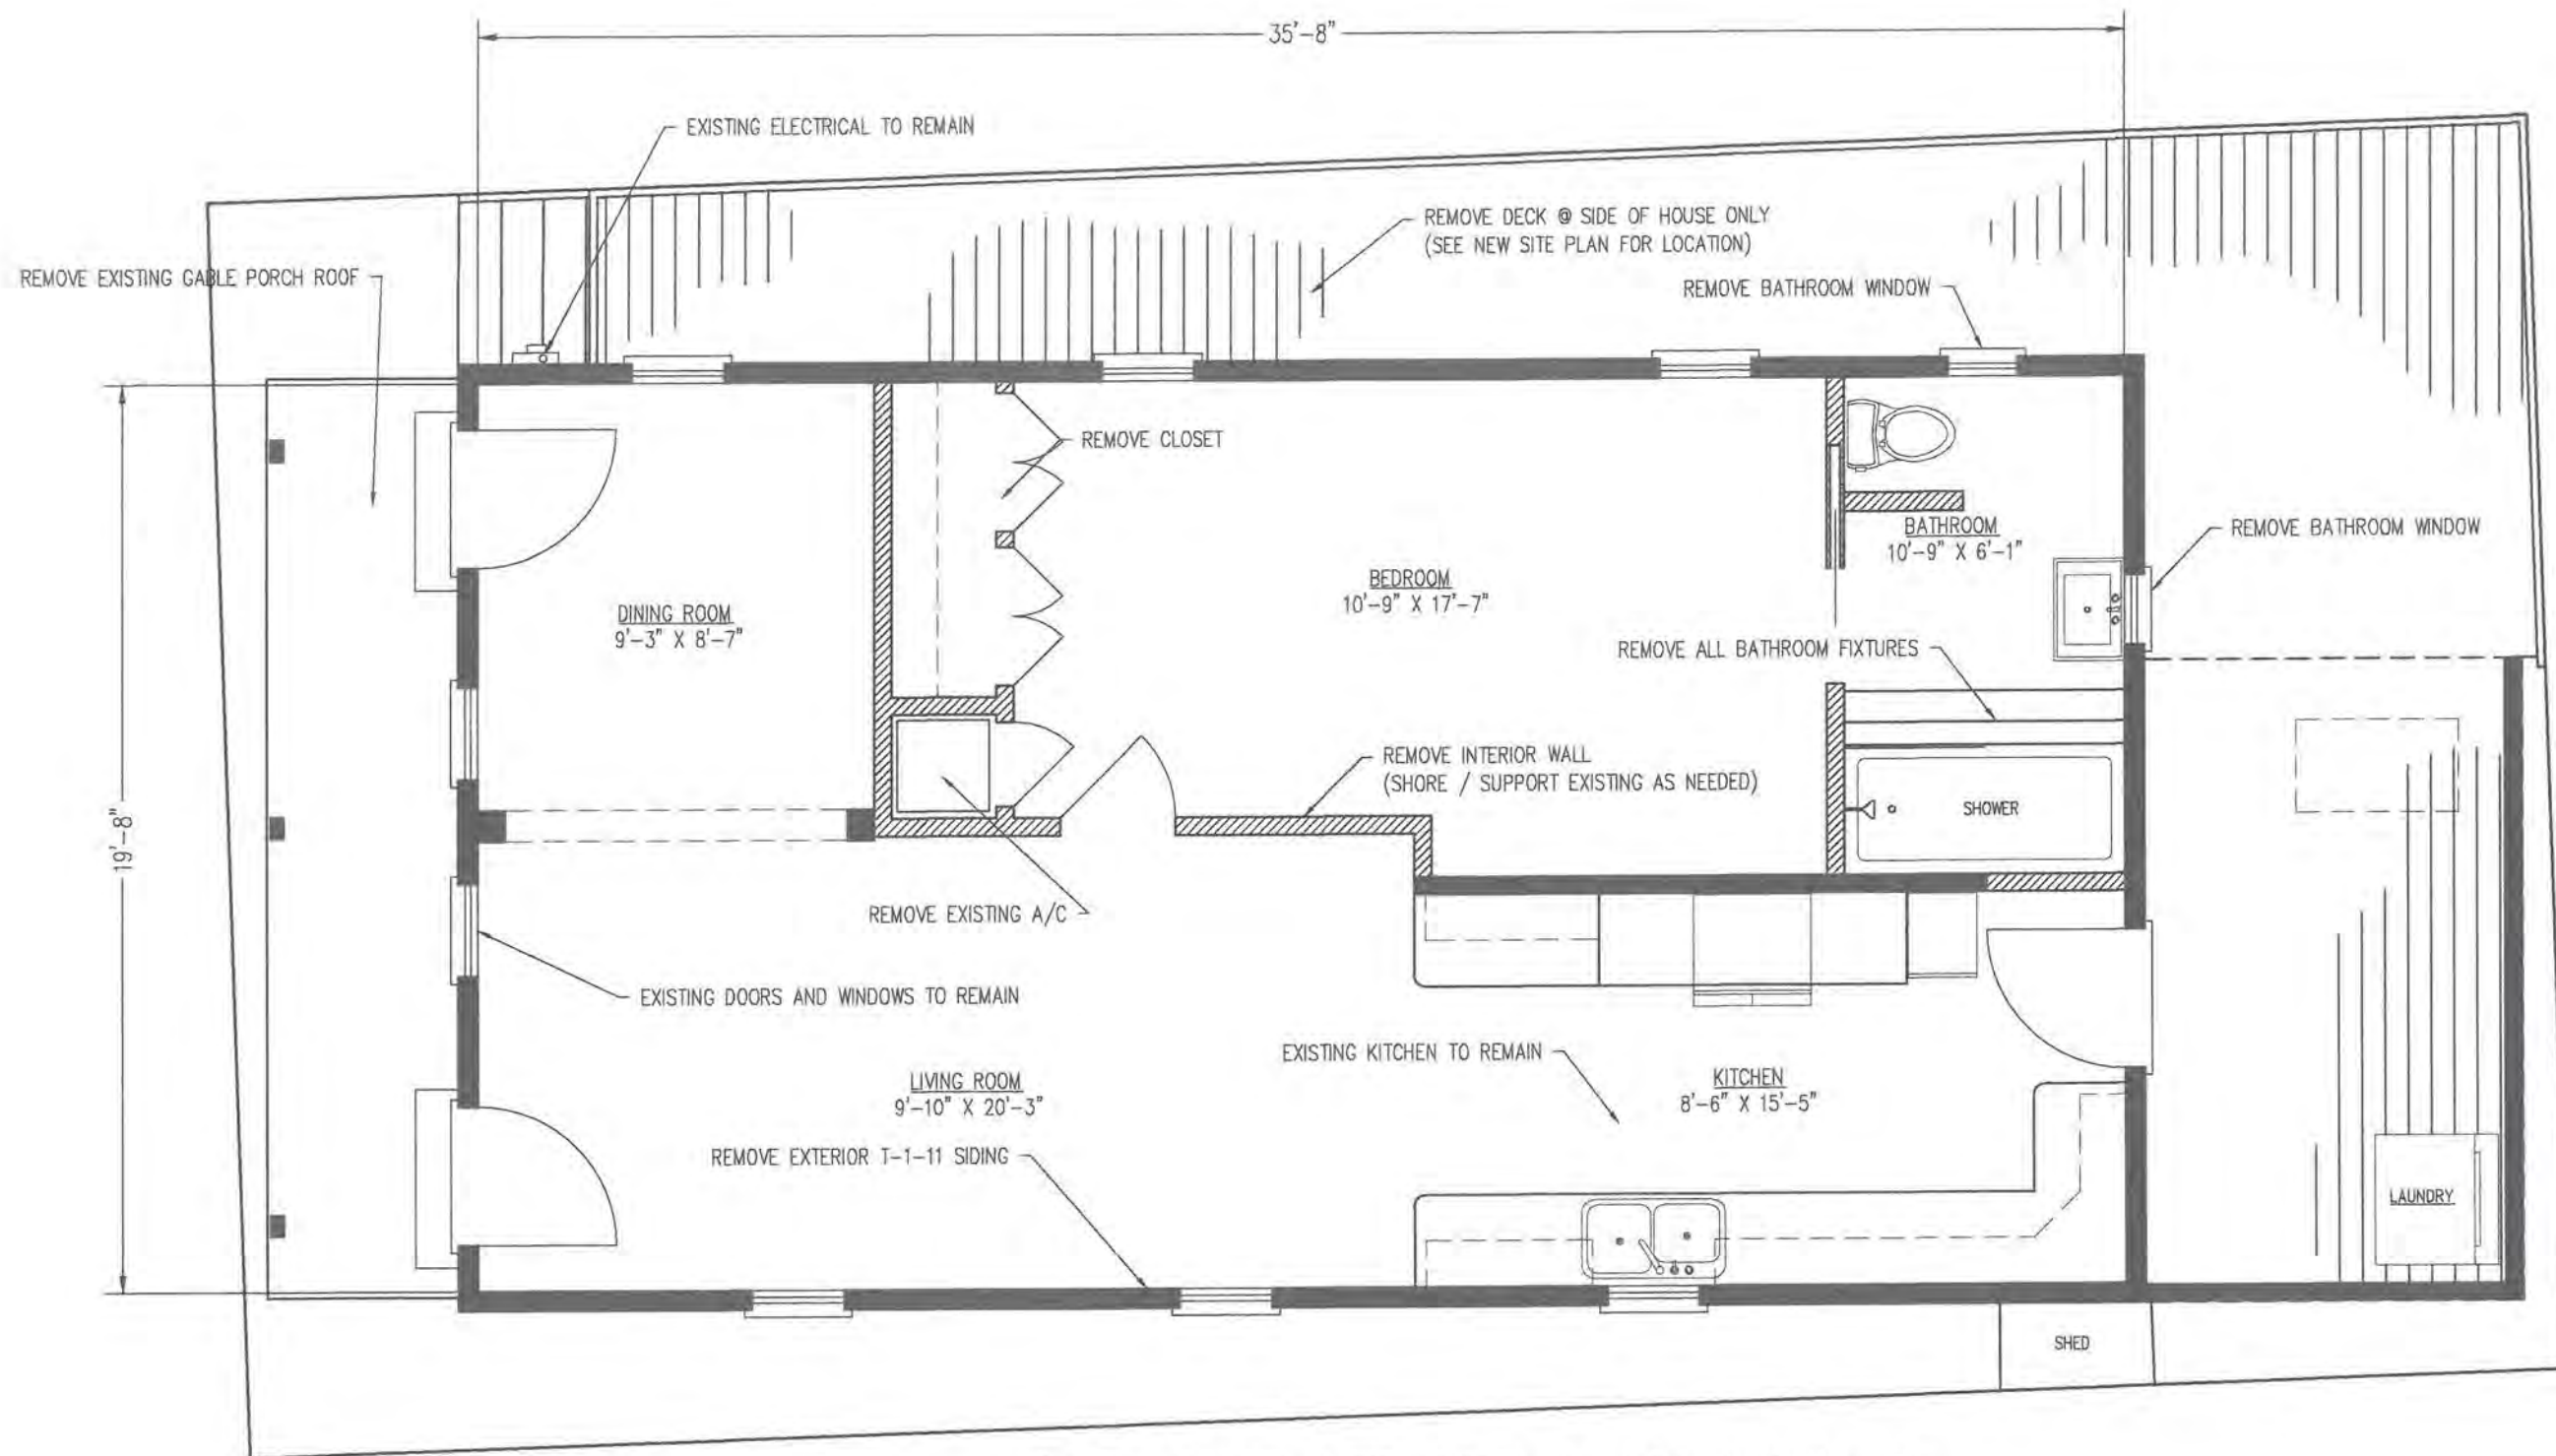 35'-8"
EXISTING ELECTRICAL TO REMAIN
REMOVE DECK @ SIDE OF HOUSE ONLY
(SEE NEW SITE PLAN FOR LOCATION)
REMOVE EXISTING GABLE PORCH ROOF
REMOVE BATHROOM WINDOW
REMOVE CLOSET
BATHROOM
10'-9" X 6'-1"
REMOVE BATHROOM WINDOW
BEDROOM
10'-9" X 17'-7"
DINING ROOM
9'-3" X 8'-7"
REMOVE ALL BATHROOM FIXTURES
REMOVE INTERIOR WALL
(SHORE / SUPPORT EXISTING AS NEEDED)
SHOWER
19'-8"
REMOVE EXISTING A/C
EXISTING DOORS AND WINDOWS TO REMAIN
EXISTING KITCHEN TO REMAIN
LIVING ROOM
9'-10" X 20'-3"
KITCHEN
8'-6" X 15'-5"
REMOVE EXTERIOR T-1-11 SIDING
LAUNDRY
SHED